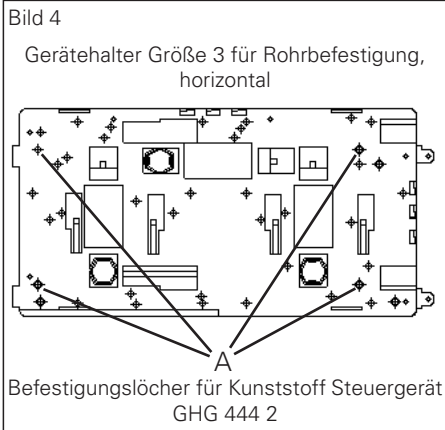 Bild 4
Gerätehalter Größe 3 für Rohrbefestigung,
horizontal
A
Befestigungslöcher für Kunststoff Steuergerät
GHG 444 2